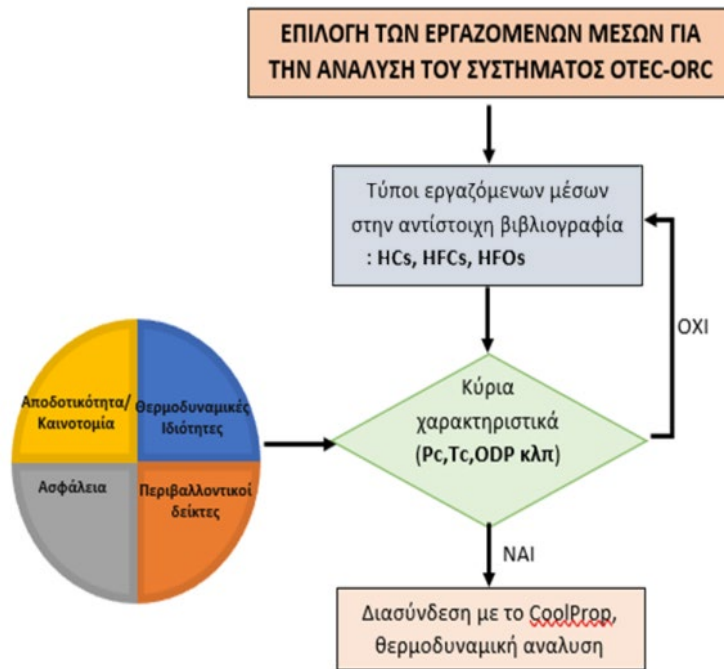 ΕΠΙΛΟΓΗ ΤΩΝ ΕΡΓΑΖΟΜΕΝΩΝ ΜΕΣΩΝ ΓΙΑ
ΤΗΝ ΑΝΑΛΥΣΗ ΤΟΥ ΣΥΣΤΗΜΑΤΟΣ OTEC-ORC
Τύποι εργαζόμενων μέσων
στην αντίστοιχη βιβλιογραφία
: HCs, HFCs, HFOs
ΟΧΙ
Κύρια
χαρακτηριστικά
(Pc,Tc,ODP κλπ)
Αποδοτικότητα/
Καινοτομία
Θερμοδυναμικές
Ιδιότητες
Ασφάλεια
Περιβαλλοντικοί
δείκτες
ΝΑΙ
Διασύνδεση με το CoolProp,
θερμοδυναμική αναλυση